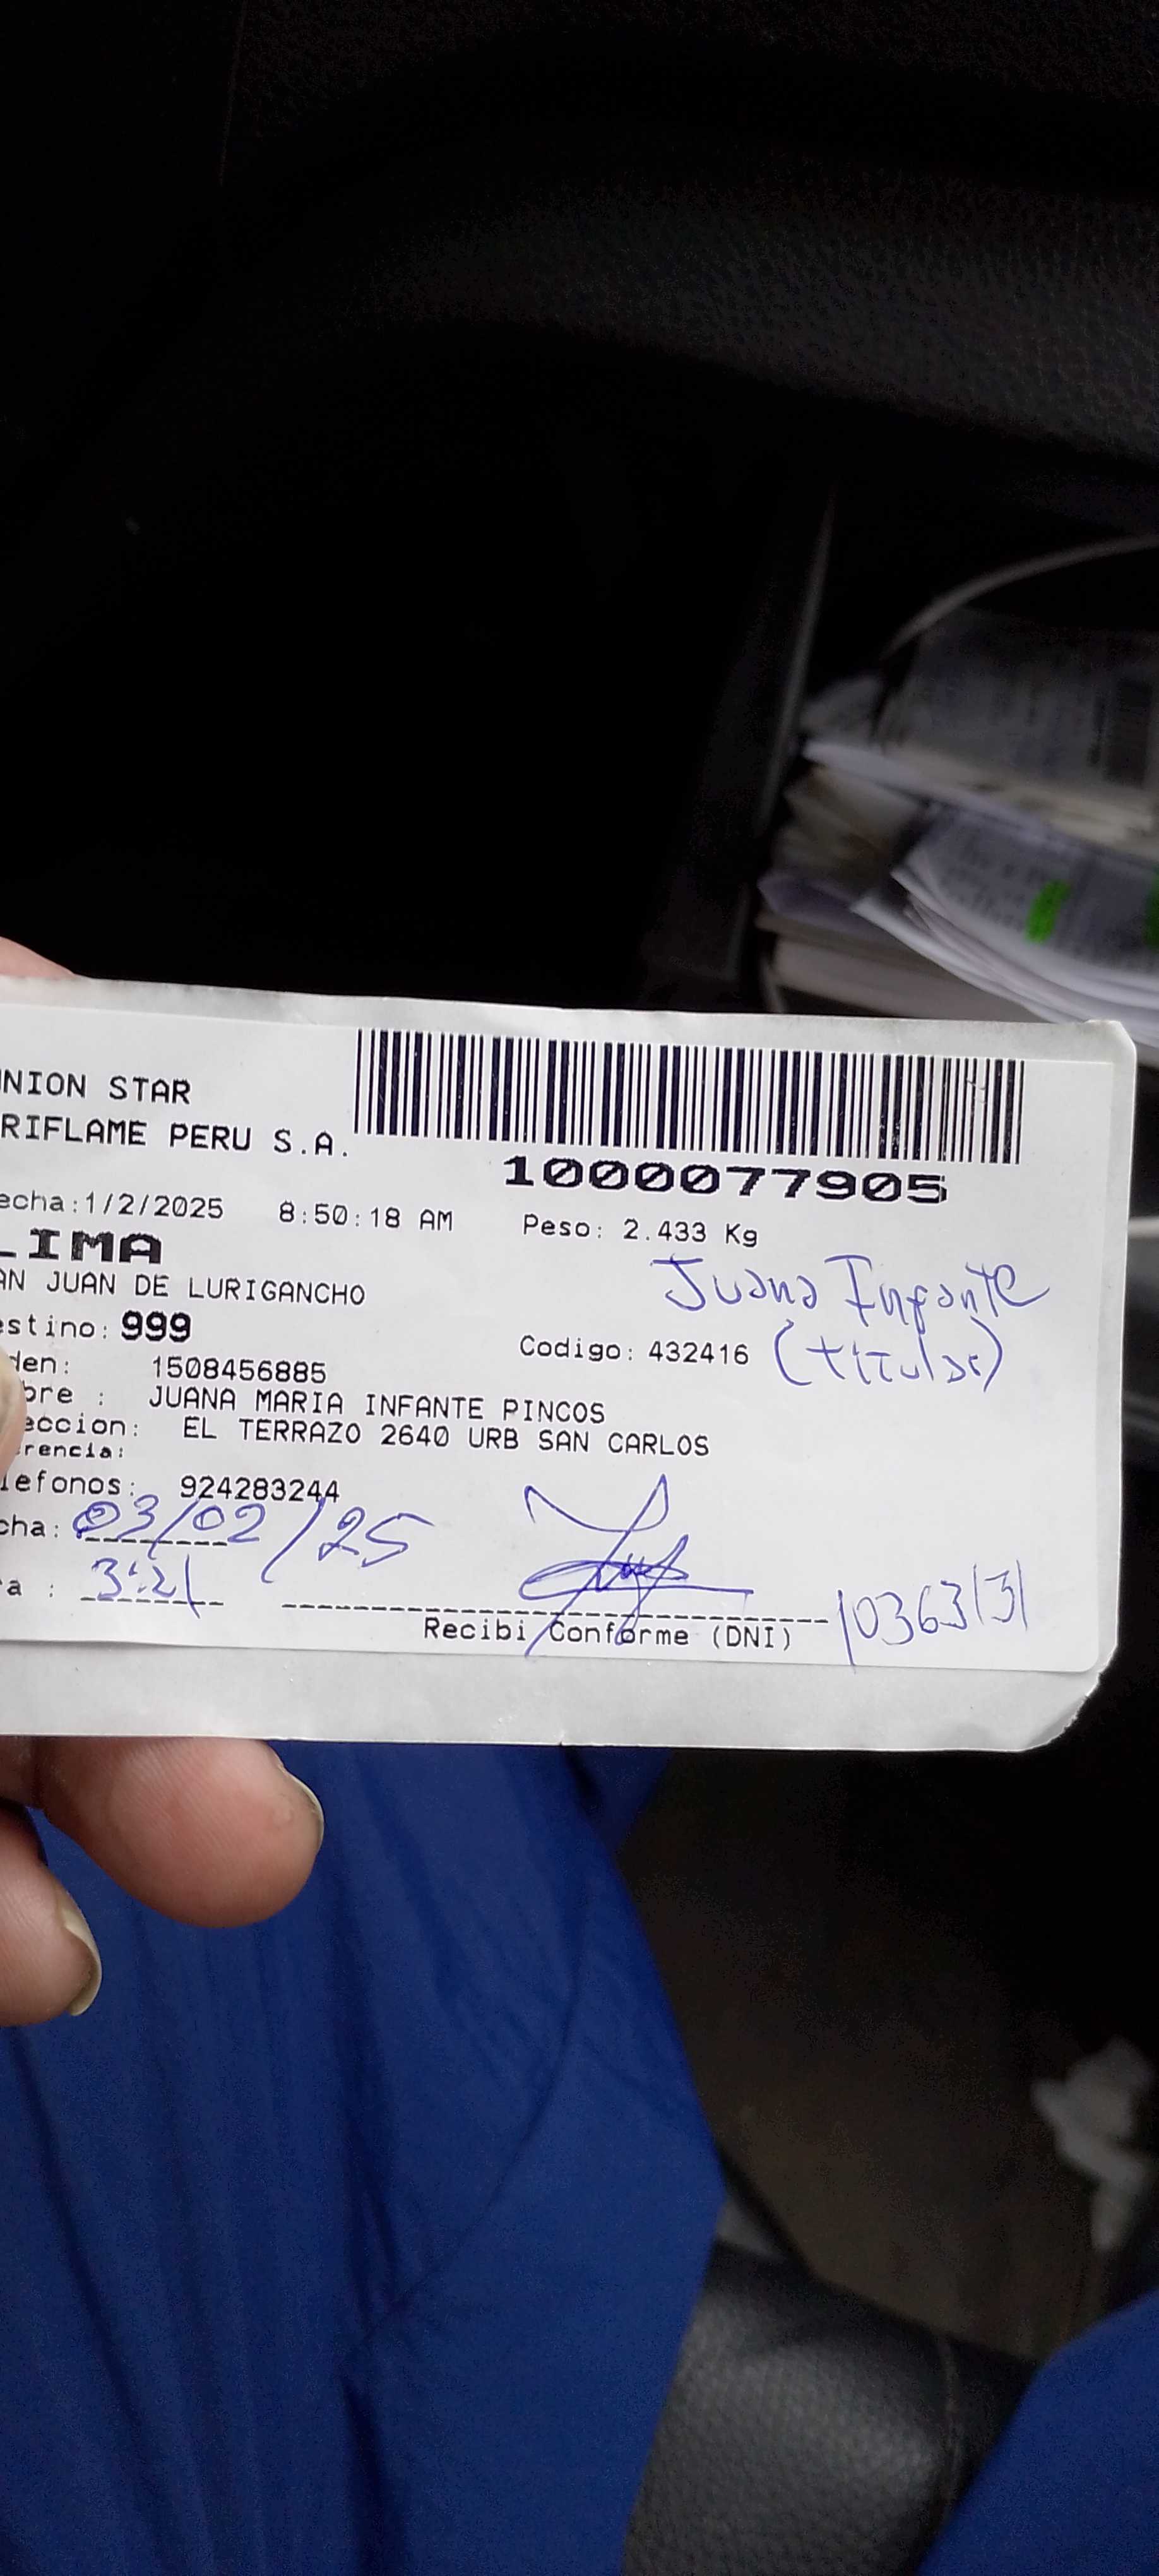 NION STAR
RIFLAME PERU S.A.
1000077905
echa:1/2/2025 8:50:18 AM Peso: 2.433 Kg
LIMA
AN JUAN DE LURIGANCHO
Juana Infante
estino: 999
Codigo: 432416 (titular)
den: 1508456885
bre : JUANA MARIA INFANTE PINCOS
eccion: EL TERRAZO 2640 URB SAN CARLOS
rencia:
lefonos: 924283244
cha: 03/02/25
a : 3:21
Recibi Conforme (DNI) 10363131